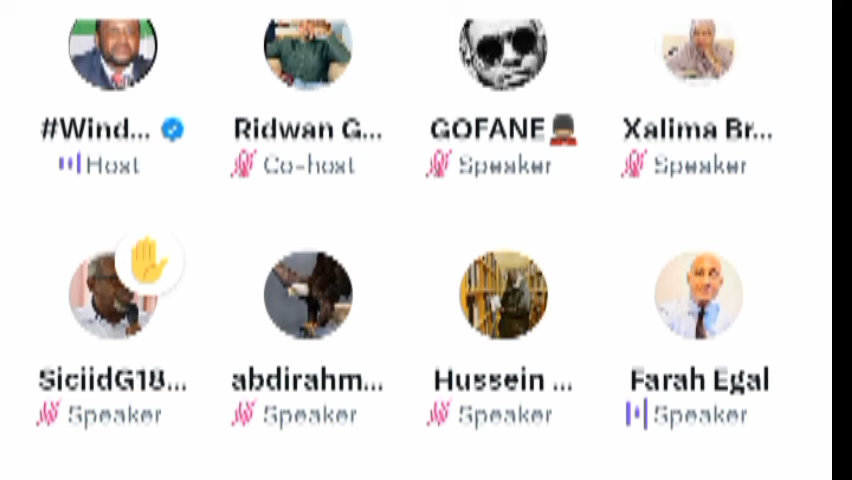 #Wind... Ridwan G... GOFANE Xalima Br...
Host Co-host Speaker Speaker
SiciidG18... abdirahm... Hussein ... Farah Egal
Speaker Speaker Speaker Speaker